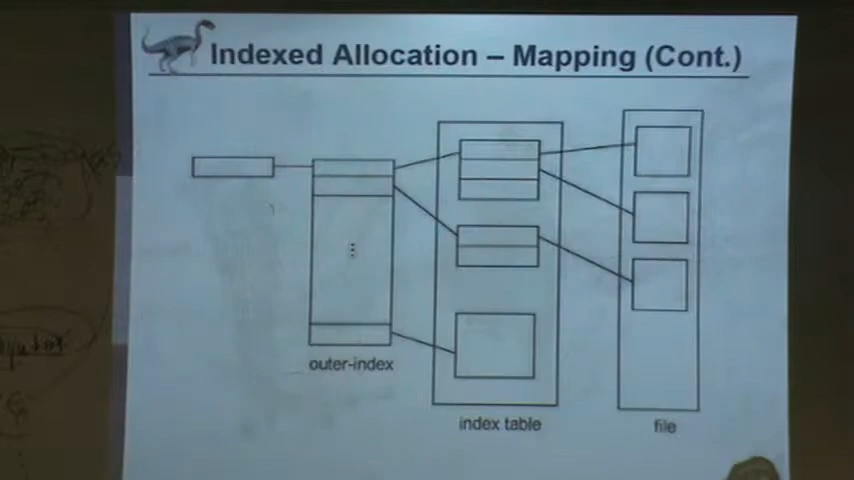 Indexed Allocation – Mapping (Cont.)
outer-index
index table
file